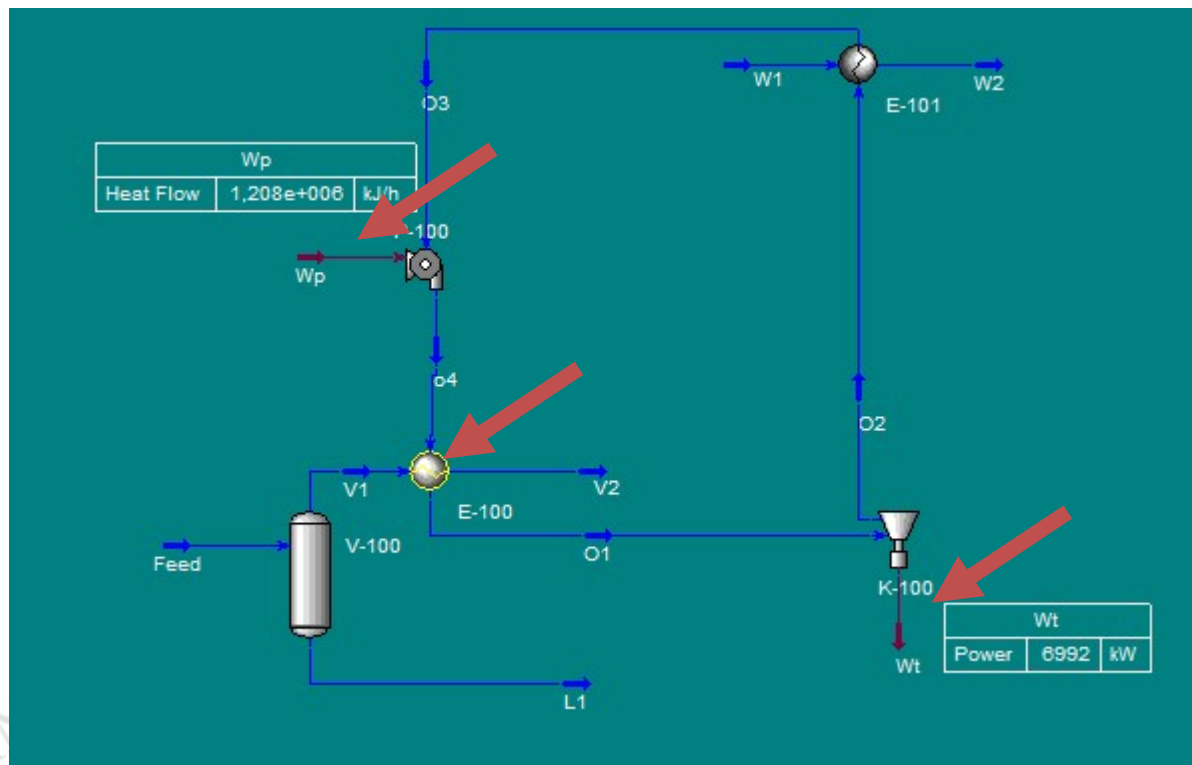 W1
W2
E-101
O3
Wp
Heat Flow 1,208e+006 kJ/h
-100
Wp
o4
O2
V1
V2
E-100
Feed
V-100
O1
K-100
Wt
Power 6992 kW
Wt
L1